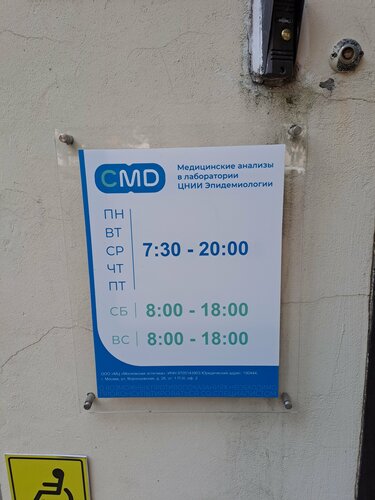 CMD
Медицинские анализы
в лаборатории
ЦНИИ Эпидемиологии
ПН
ВТ
СР 7:30 - 20:00
ЧТ
ПТ
СБ 8:00 - 18:00
ВС 8:00 - 18:00